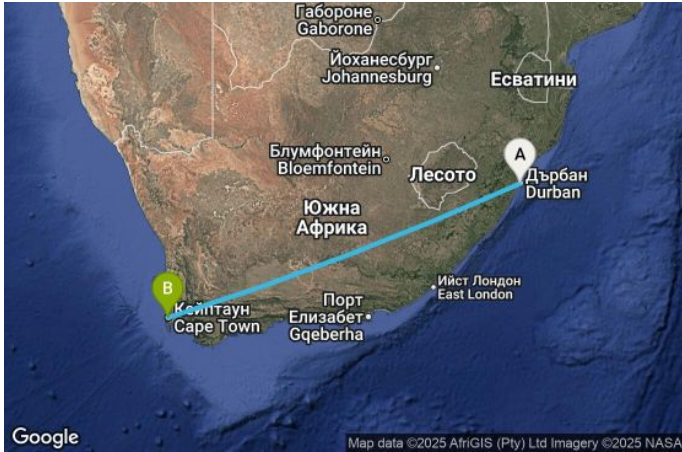 Габороне
Gaborone
Йоханесбург
Johannesburg
Есватини
Блумфонтейн
Bloemfontein
Лесото
A
Дърбан
Durban
Южна
Африка
B
Кейптаун
Cape Town
Порт
Елизабет
Gqeberha
Ийст Лондон
East London
Google
Map data ©2025 AfriGIS (Pty) Ltd Imagery ©2025 NASA